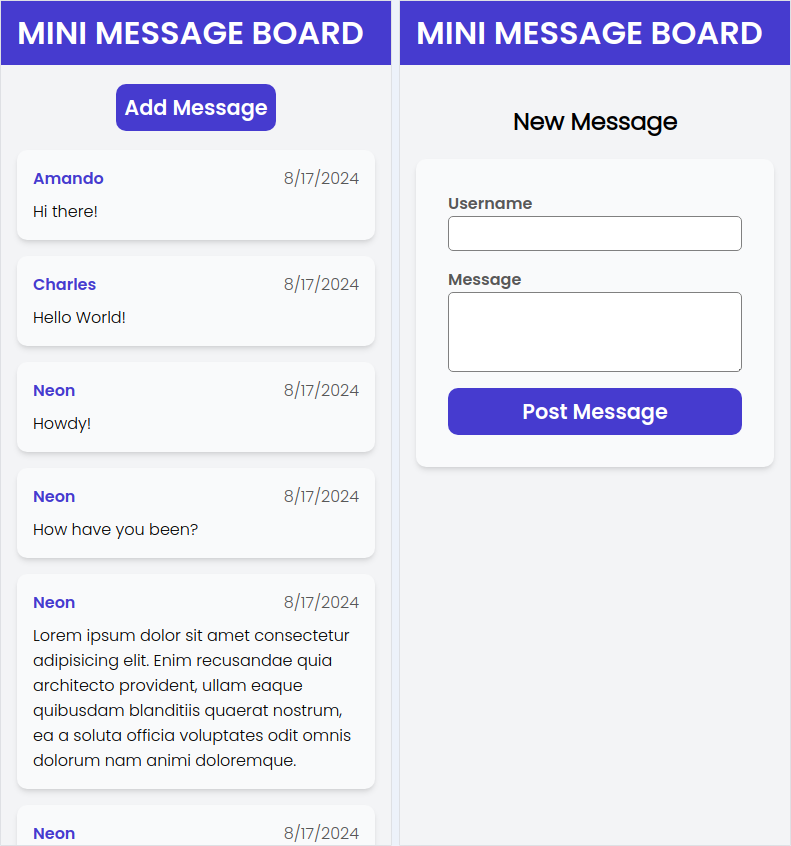 MINI MESSAGE BOARD
Add Message
Amando
8/17/2024
Hi there!
Charles
8/17/2024
Hello World!
Neon
8/17/2024
Howdy!
Neon
8/17/2024
How have you been?
Neon
8/17/2024
Lorem ipsum dolor sit amet consectetur
adipisicing elit. Enim recusandae quia
architecto provident, ullam eaque
quibusdam blanditiis quaerat nostrum,
ea a soluta officia voluptates odit omnis
dolorum nam animi doloremque.
Neon
8/17/2024
MINI MESSAGE BOARD
New Message
Username
Message
Post Message